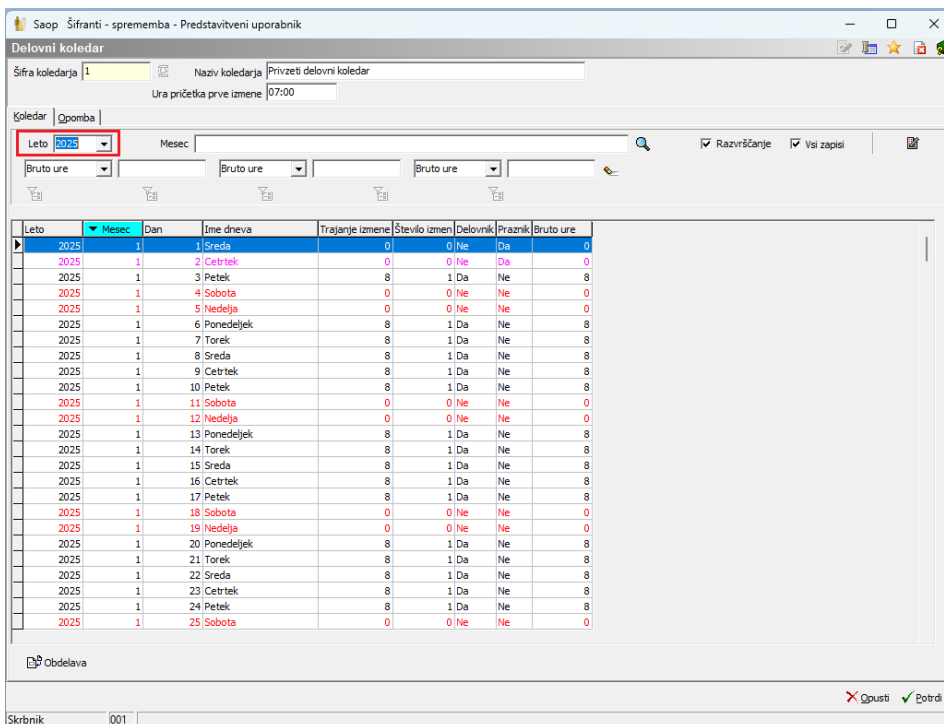 Saop Šifranti - sprememba - Predstavitveni uporabnik
Delovni koledar
Šifra koledarja 1 Naziv koledarja Privzeti delovni koledar
Ura pričetka prve izmene 07:00
Koledar Opomba
Leto 2025 Mesec Razvrščanje Vsi zapisi
Bruto ure Bruto ure Bruto ure
Leto Mesec Dan Ime dneva Trajanje izmene Število izmen Delovnik Praznik Bruto ure
2025 1 1 Sreda 0 0 Ne Da 0
2025 1 2 Cetrtek 0 0 Ne Da 0
2025 1 3 Petek 8 1 Da Ne 8
2025 1 4 Sobota 0 0 Ne Ne 0
2025 1 5 Nedelja 0 0 Ne Ne 0
2025 1 6 Ponedeljek 8 1 Da Ne 8
2025 1 7 Torek 8 1 Da Ne 8
2025 1 8 Sreda 8 1 Da Ne 8
2025 1 9 Cetrtek 8 1 Da Ne 8
2025 1 10 Petek 8 1 Da Ne 8
2025 1 11 Sobota 0 0 Ne Ne 0
2025 1 12 Nedelja 0 0 Ne Ne 0
2025 1 13 Ponedeljek 8 1 Da Ne 8
2025 1 14 Torek 8 1 Da Ne 8
2025 1 15 Sreda 8 1 Da Ne 8
2025 1 16 Cetrtek 8 1 Da Ne 8
2025 1 17 Petek 8 1 Da Ne 8
2025 1 18 Sobota 0 0 Ne Ne 0
2025 1 19 Nedelja 0 0 Ne Ne 0
2025 1 20 Ponedeljek 8 1 Da Ne 8
2025 1 21 Torek 8 1 Da Ne 8
2025 1 22 Sreda 8 1 Da Ne 8
2025 1 23 Cetrtek 8 1 Da Ne 8
2025 1 24 Petek 8 1 Da Ne 8
2025 1 25 Sobota 0 0 Ne Ne 0
Obdelava
Opusti Potrdi
Skrbnik 001